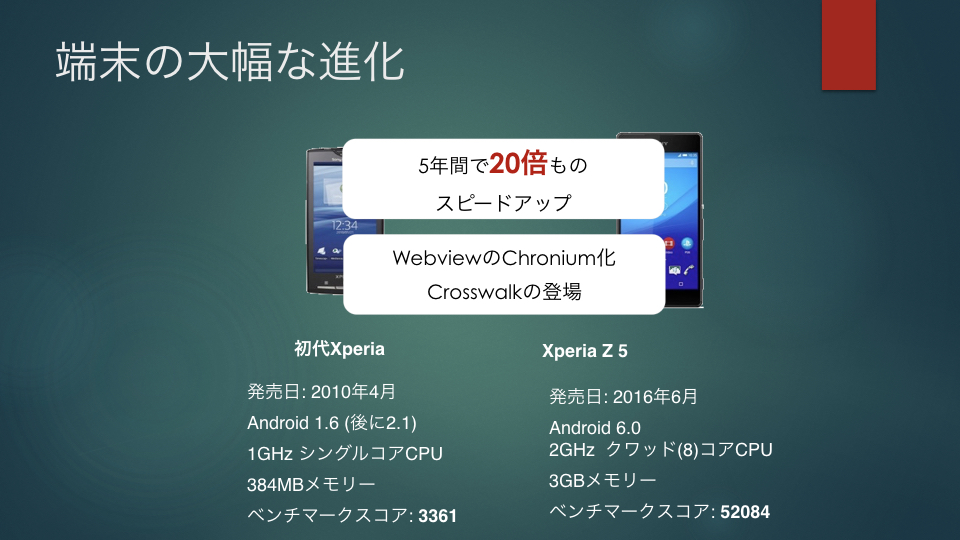 端末の大幅な進化
5年間で20倍もの
スピードアップ
WebviewのChronium化
Crosswalkの登場
12:34
初代Xperia
発売日: 2010年4月
Android 1.6 (後に2.1)
1GHz シングルコアCPU
384MBメモリー
ベンチマークスコア: 3361
Xperia Z 5
発売日: 2016年6月
Android 6.0
2GHz クワッド(8)コアCPU
3GBメモリー
ベンチマークスコア: 52084